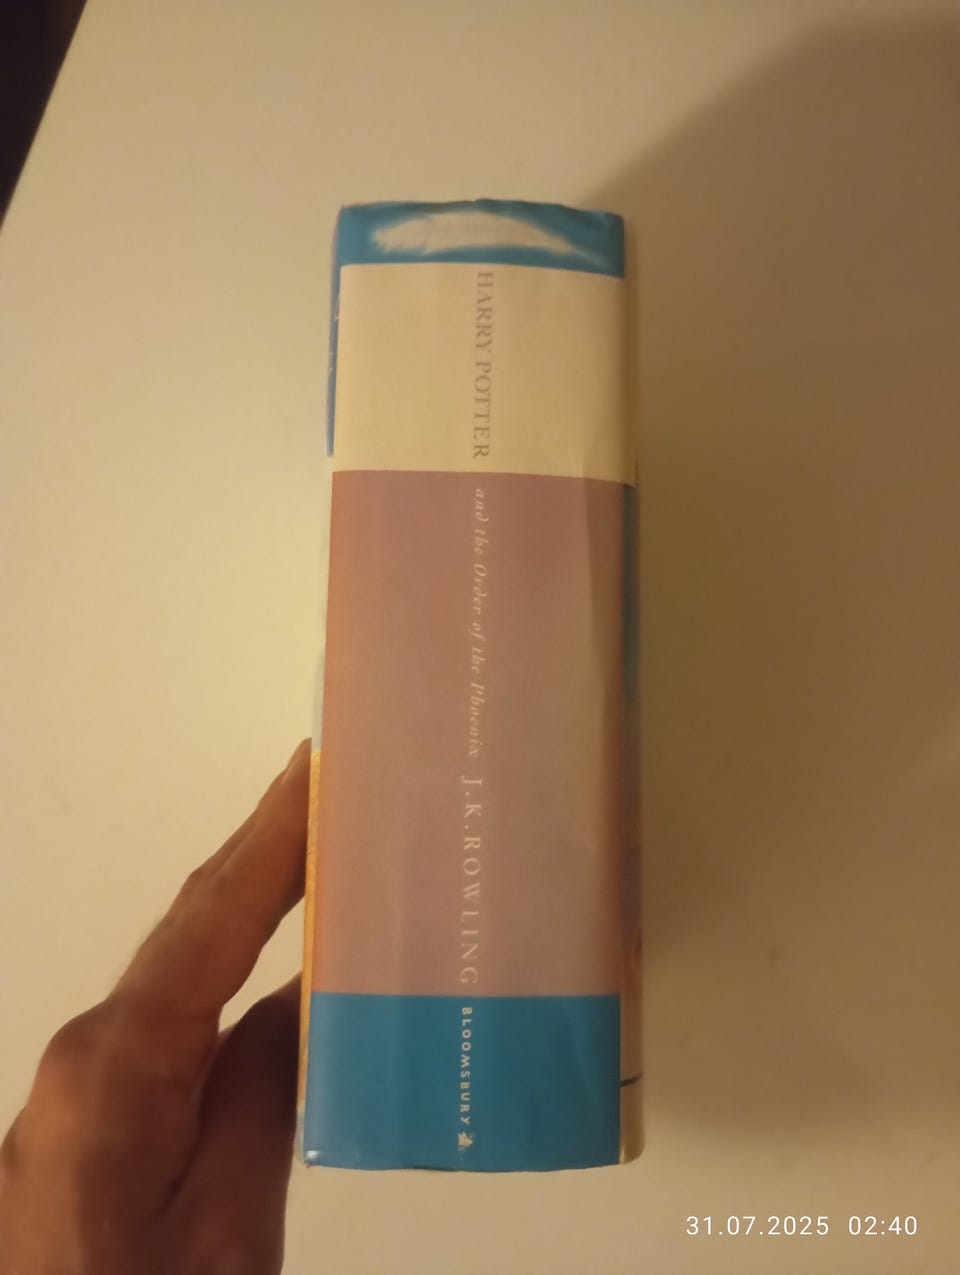 HARRY POTTER
and the Order of the Phoenix
J.K. ROWLING
BLOOMSBURY
31.07.2025 02:40